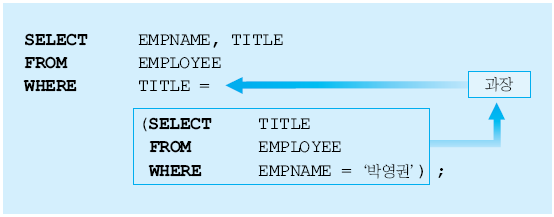 SELECT EMPNAME, TITLE
FROM EMPLOYEE
WHERE TITLE =
과장
(SELECT TITLE
FROM EMPLOYEE
WHERE EMPNAME = ‘박영권’) ;